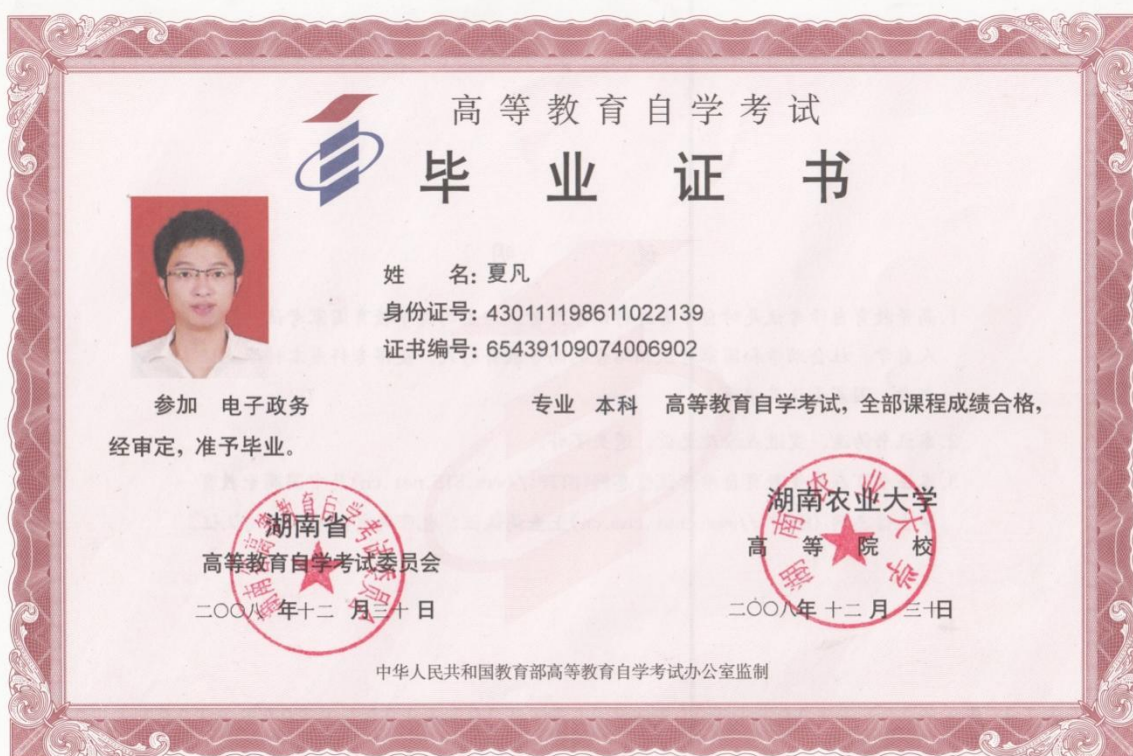 高等教育自学考试
毕业证书
姓 名: 夏凡
身份证号: 430111198611022139
证书编号: 65439109074006902
参加 电子政务 专业 本科 高等教育自学考试, 全部课程成绩合格,
经审定, 准予毕业。
湖南省
高等教育自学考试委员会
二〇〇八 年十二 月三十 日
湖南农业大学
高等院校
二〇〇八年 十二 月 三十日
湖南农业大学
中华人民共和国教育部高等教育自学考试办公室监制